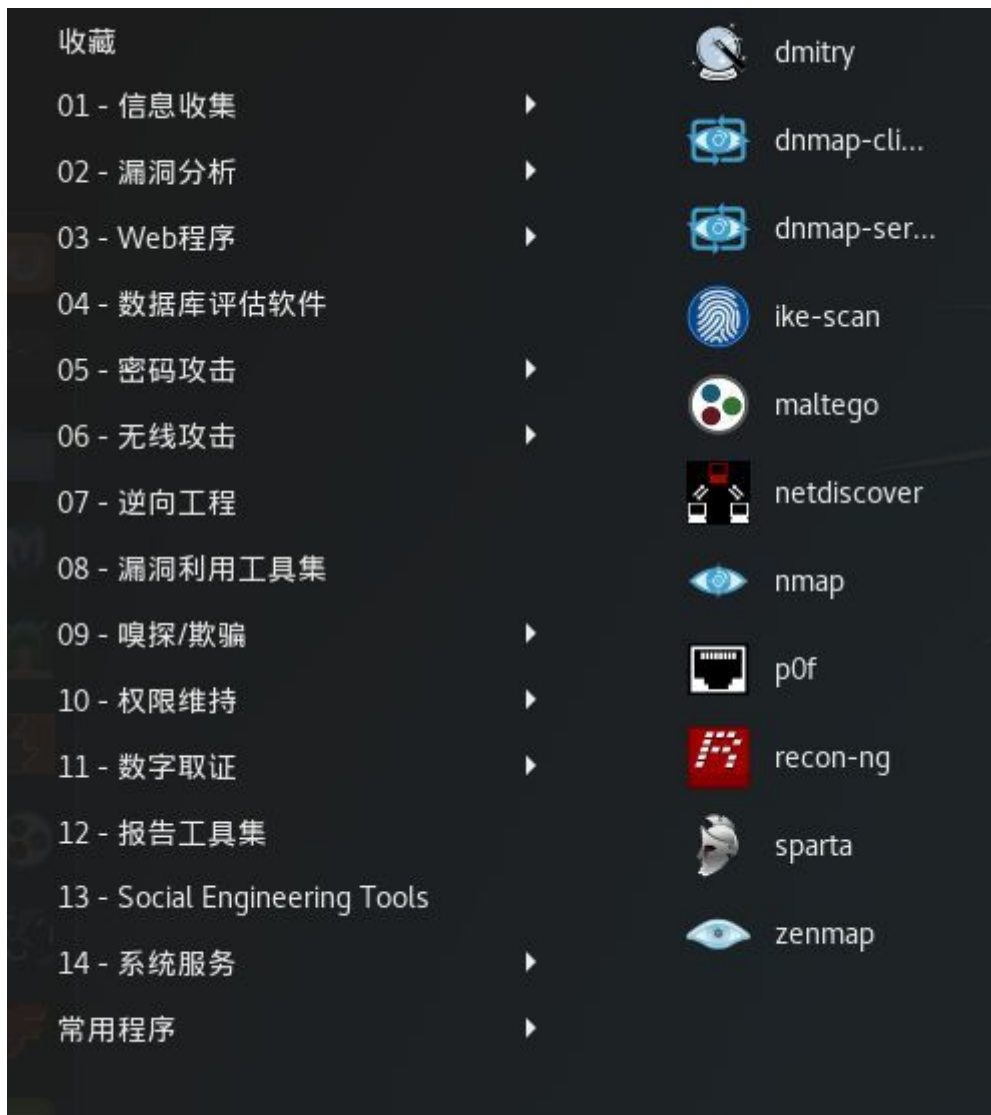 收藏
01 - 信息收集
02 - 漏洞分析
03 - Web程序
04 - 数据库评估软件
05 - 密码攻击
06 - 无线攻击
07 - 逆向工程
08 - 漏洞利用工具集
09 - 嗅探/欺骗
10 - 权限维持
11 - 数字取证
12 - 报告工具集
13 - Social Engineering Tools
14 - 系统服务
常用程序
dmitry
dnmap-cli...
dnmap-ser...
ike-scan
maltego
netdiscover
nmap
p0f
recon-ng
sparta
zenmap